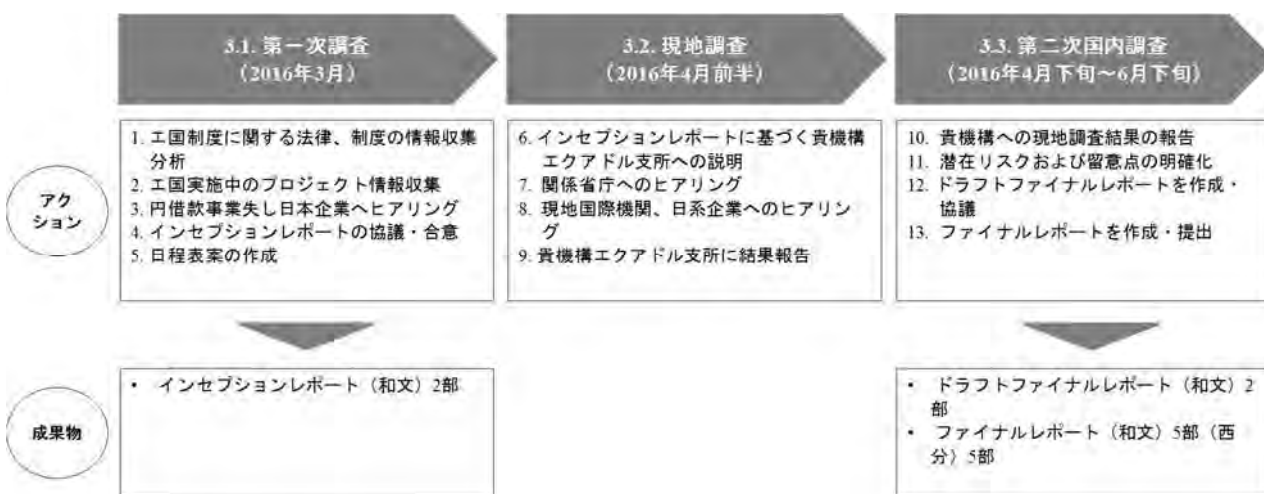 3.1. 第一次調査
（2016年3月）
3.2. 現地調査
（2016年4月前半）
3.3. 第二次国内調査
（2016年4月下旬～6月下旬）
アク
ション
1. エ国制度に関する法律、制度の情報収集
分析
2. エ国実施中のプロジェクト情報収集
3. 円借款事業失し日本企業へヒアリング
4. インセプションレポートの協議・合意
5. 日程表案の作成
6. インセプションレポートに基づく貴機構
エクアドル支所への説明
7. 関係省庁へのヒアリング
8. 現地国際機関、日系企業へのヒアリン
グ
9. 貴機構エクアドル支所に結果報告
10. 貴機構への現地調査結果の報告
11. 潜在リスクおよび留意点の明確化
12. ドラフトファイナルレポートを作成・
協議
13. ファイナルレポートを作成・提出
成果物
• インセプションレポート（和文）2部
• ドラフトファイナルレポート（和文）2
部
• ファイナルレポート（和文）5部（西
分）5部